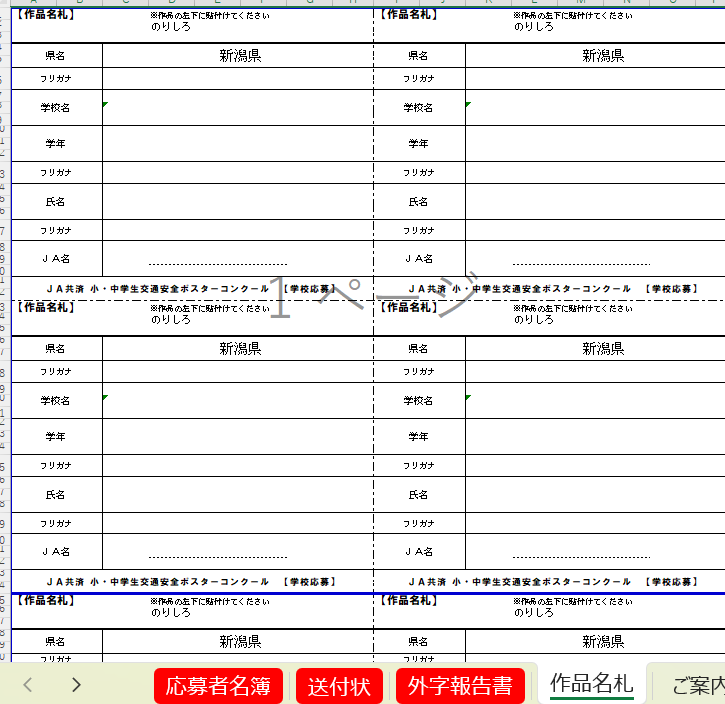 【作品名札】 ※作品の左下に貼付けてください 【作品名札】 ※作品の左下に貼付けてください
のりしろ のりしろ
県名 新潟県 県名 新潟県
フリガナ フリガナ
学校名 学校名
学年 学年
フリガナ フリガナ
氏名 氏名
フリガナ フリガナ
ＪＡ名 ＪＡ名
ＪＡ共済 小・中学生交通安全ポスターコンクール 【学校応募】 ＪＡ共済 小・中学生交通安全ポスターコンクール 【学校応募】
1 ページ
【作品名札】 ※作品の左下に貼付けてください 【作品名札】 ※作品の左下に貼付けてください
のりしろ のりしろ
県名 新潟県 県名 新潟県
フリガナ フリガナ
学校名 学校名
学年 学年
フリガナ フリガナ
氏名 氏名
フリガナ フリガナ
ＪＡ名 ＪＡ名
ＪＡ共済 小・中学生交通安全ポスターコンクール 【学校応募】 ＪＡ共済 小・中学生交通安全ポスターコンクール 【学校応募】
【作品名札】 ※作品の左下に貼付けてください 【作品名札】 ※作品の左下に貼付けてください
のりしろ のりしろ
県名 新潟県 県名 新潟県
フリガナ フリガナ
応募者名簿 送付状 外字報告書 作品名札 ご案内